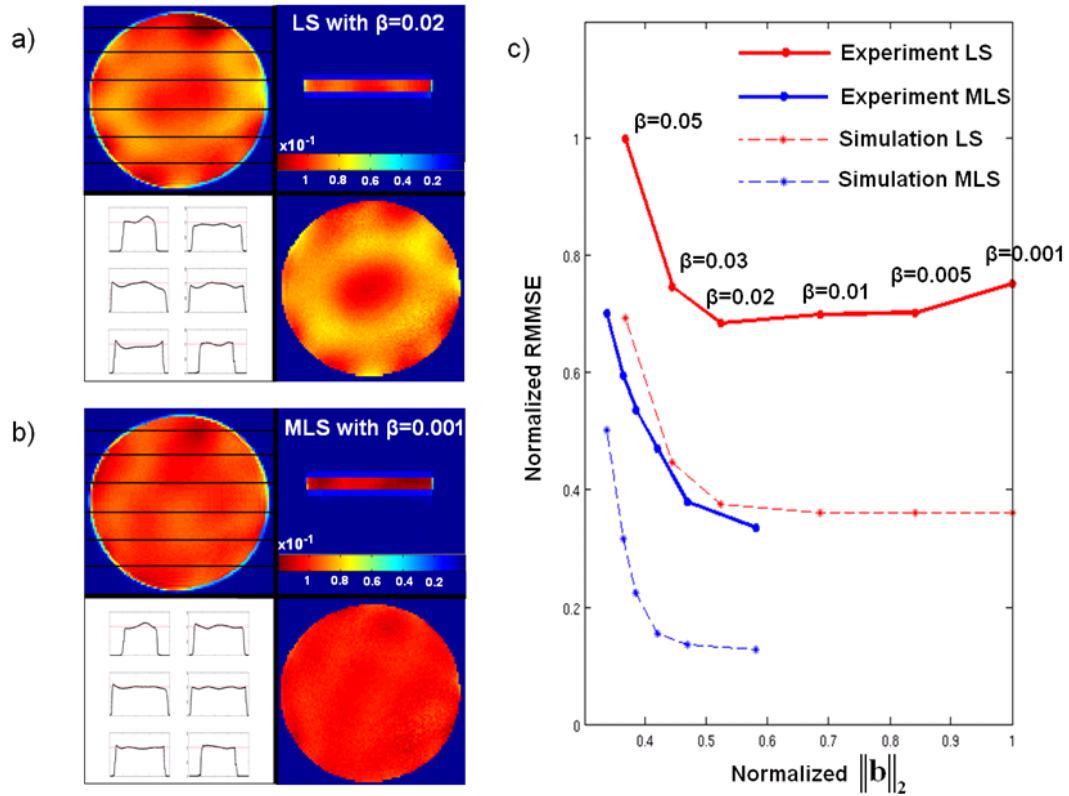 a)
LS with β=0.02
x10⁻¹
1 0.8 0.6 0.4 0.2
b)
MLS with β=0.001
x10⁻¹
1 0.8 0.6 0.4 0.2
c)
Experiment LS
Experiment MLS
Simulation LS
Simulation MLS
β=0.05
β=0.03
β=0.02
β=0.01
β=0.005
β=0.001
Normalized RMMSE
1
0.8
0.6
0.4
0.2
0
0.4 0.5 0.6 0.7 0.8 0.9 1
Normalized ‖b‖₂